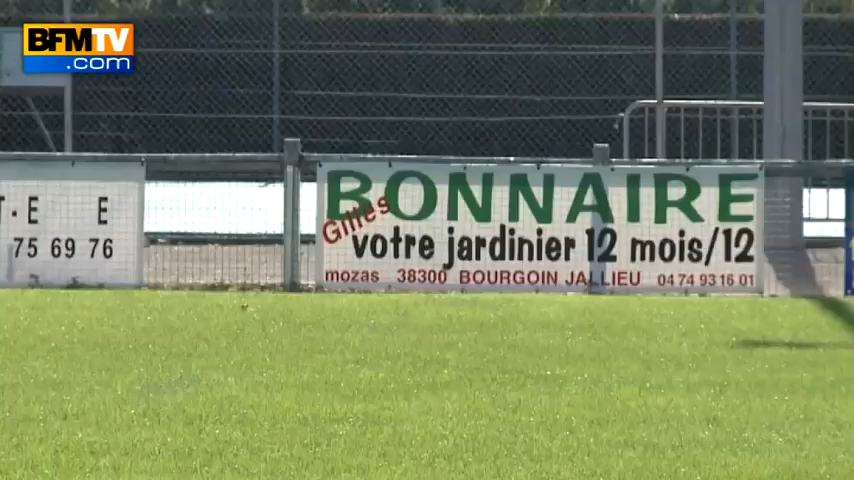 BFMTV
.com
T·E E
75 69 76
BONNAIRE
Gilles
votre jardinier 12 mois/12
mozas 38300 BOURGOIN JALLIEU 04 74 93 16 01